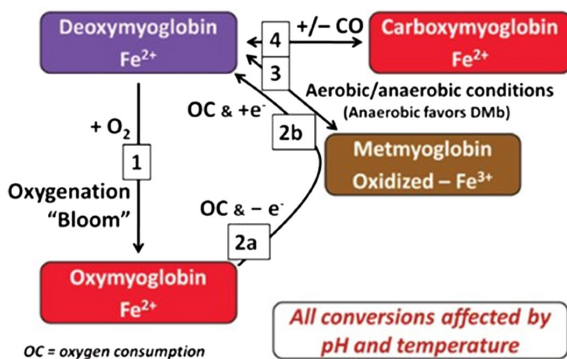 Deoxymyoglobin
Fe²⁺
4
+/− CO
Carboxymyoglobin
Fe²⁺
3
Aerobic/anaerobic conditions
(Anaerobic favors DMb)
OC & +e⁻
2b
+ O₂
1
Metmyoglobin
Oxidized – Fe³⁺
Oxygenation
“Bloom”
OC & − e⁻
2a
Oxymyoglobin
Fe²⁺
All conversions affected by
pH and temperature
OC = oxygen consumption